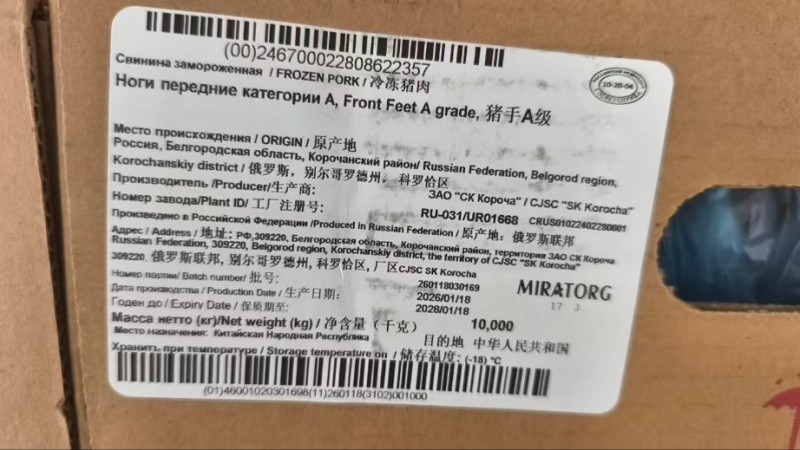 (00)246700022808622357
Свинина замороженная / FROZEN PORK / 冷冻猪肉
Ноги передние категории А, Front Feet A grade, 猪手A级
Место происхождения / ORIGIN / 原产地
Россия, Белгородская область, Корочанский район/ Russian Federation, Belgorod region,
Korochanskiy district / 俄罗斯, 别尔哥罗德州, 科罗恰区
Производитель /Producer/生产商: ЗАО "СК Короча" / CJSC "SK Korocha"
Номер завода/Plant ID/ 工厂注册号: RU-031/UR01668 CRUS01022402280001
Произведено в Российской Федерации /Produced in Russian Federation / 原产地: 俄罗斯联邦
Адрес / Address / 地址: РФ,309220, Белгородская область, Корочанский район, территория ЗАО СК Короча
Russian Federation, 309220, Belgorod region, Korochanskiy district, the territory of CJSC "SK Korocha"
309220. 俄罗斯联邦, 别尔哥罗德州, 科罗恰区, 厂区CJSC SK Korocha
Номер партии/ Batch number/ 批号: 260118030169
Дата производства / Production Date / 生产日期: 2026/01/18
Годен до / Expiry Date / 保质期至: 2028/01/18
MIRATORG
17 3
Масса нетто (кг)/Net weight (kg) / 净含量（千克） 10,000
Место назначения: Китайская Народная Республика 目的地 中华人民共和国
Хранить при температуре / Storage temperature on / 储存温度: (-18) °C
(01)46001020301698(11)260118(3102)001000